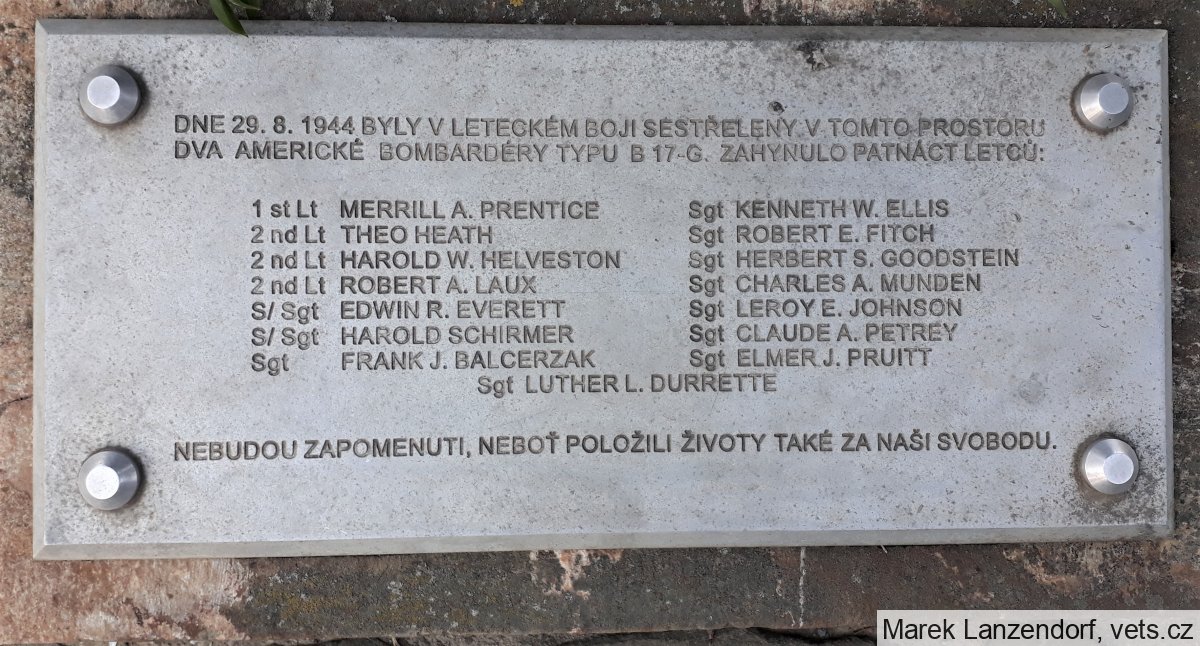 DNE 29. 8. 1944 BYLY V LETECKÉM BOJI SESTŘELENY V TOMTO PROSTORU
DVA AMERICKÉ BOMBARDÉRY TYPU B 17-G. ZAHYNULO PATNÁCT LETCŮ:
1 st Lt MERRILL A. PRENTICE
2 nd Lt THEO HEATH
2 nd Lt HAROLD W. HELVESTON
2 nd Lt ROBERT A. LAUX
S/ Sgt EDWIN R. EVERETT
S/ Sgt HAROLD SCHIRMER
Sgt FRANK J. BALCERZAK
Sgt KENNETH W. ELLIS
Sgt ROBERT E. FITCH
Sgt HERBERT S. GOODSTEIN
Sgt CHARLES A. MUNDEN
Sgt LEROY E. JOHNSON
Sgt CLAUDE A. PETREY
Sgt ELMER J. PRUITT
Sgt LUTHER L. DURRETTE
NEBUDOU ZAPOMENUTI, NEBOŤ POLOŽILI ŽIVOTY TAKÉ ZA NAŠI SVOBODU.
Marek Lanzendorf, vets.cz